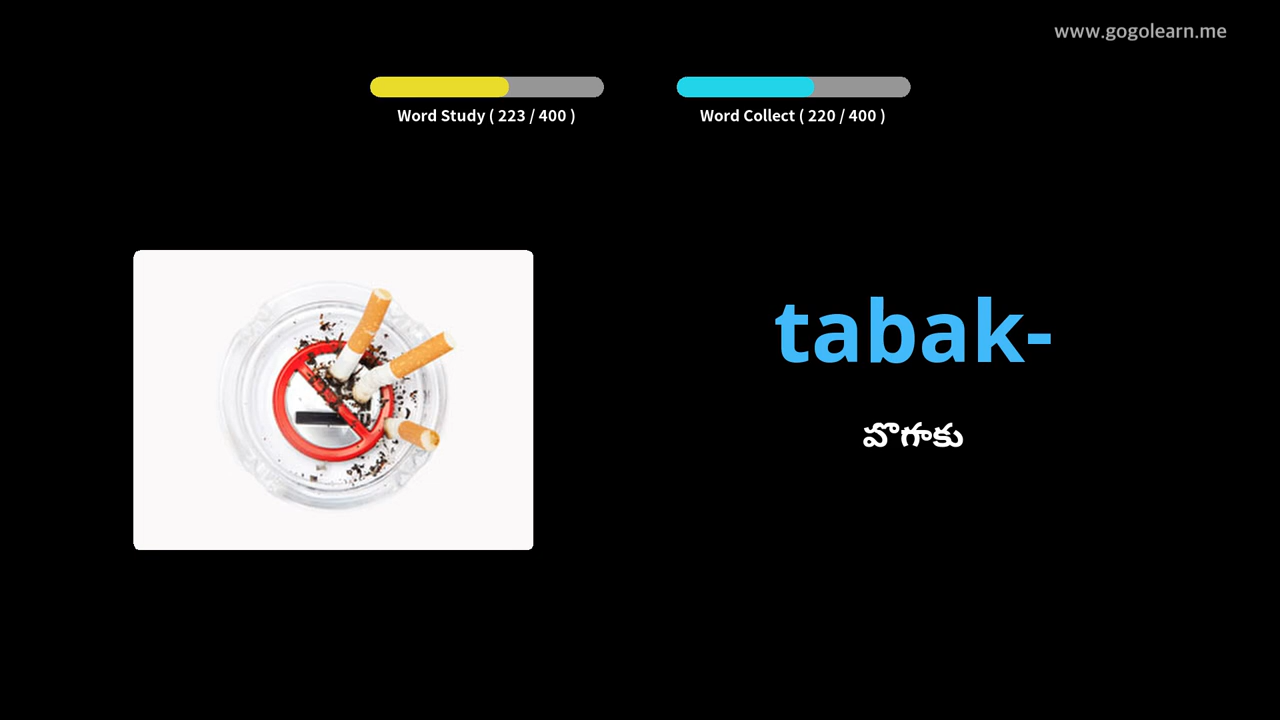 www.gogolearn.me
Word Study ( 223 / 400 )
Word Collect ( 220 / 400 )
tabak-
పొగాకు